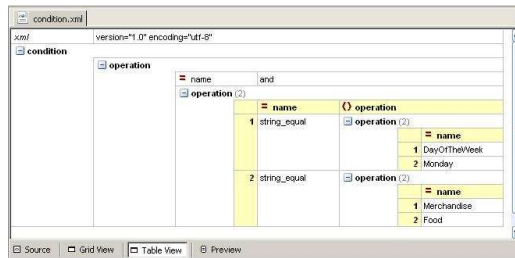 condition.xml
xml version="1.0" encoding="utf-8"
condition
operation
= name and
operation (2)
= name () operation
1 string_equal operation (2)
= name
1 DayOfTheWeek
2 Monday
2 string_equal operation (2)
= name
1 Merchandise
2 Food
Source Grid View Table View Preview